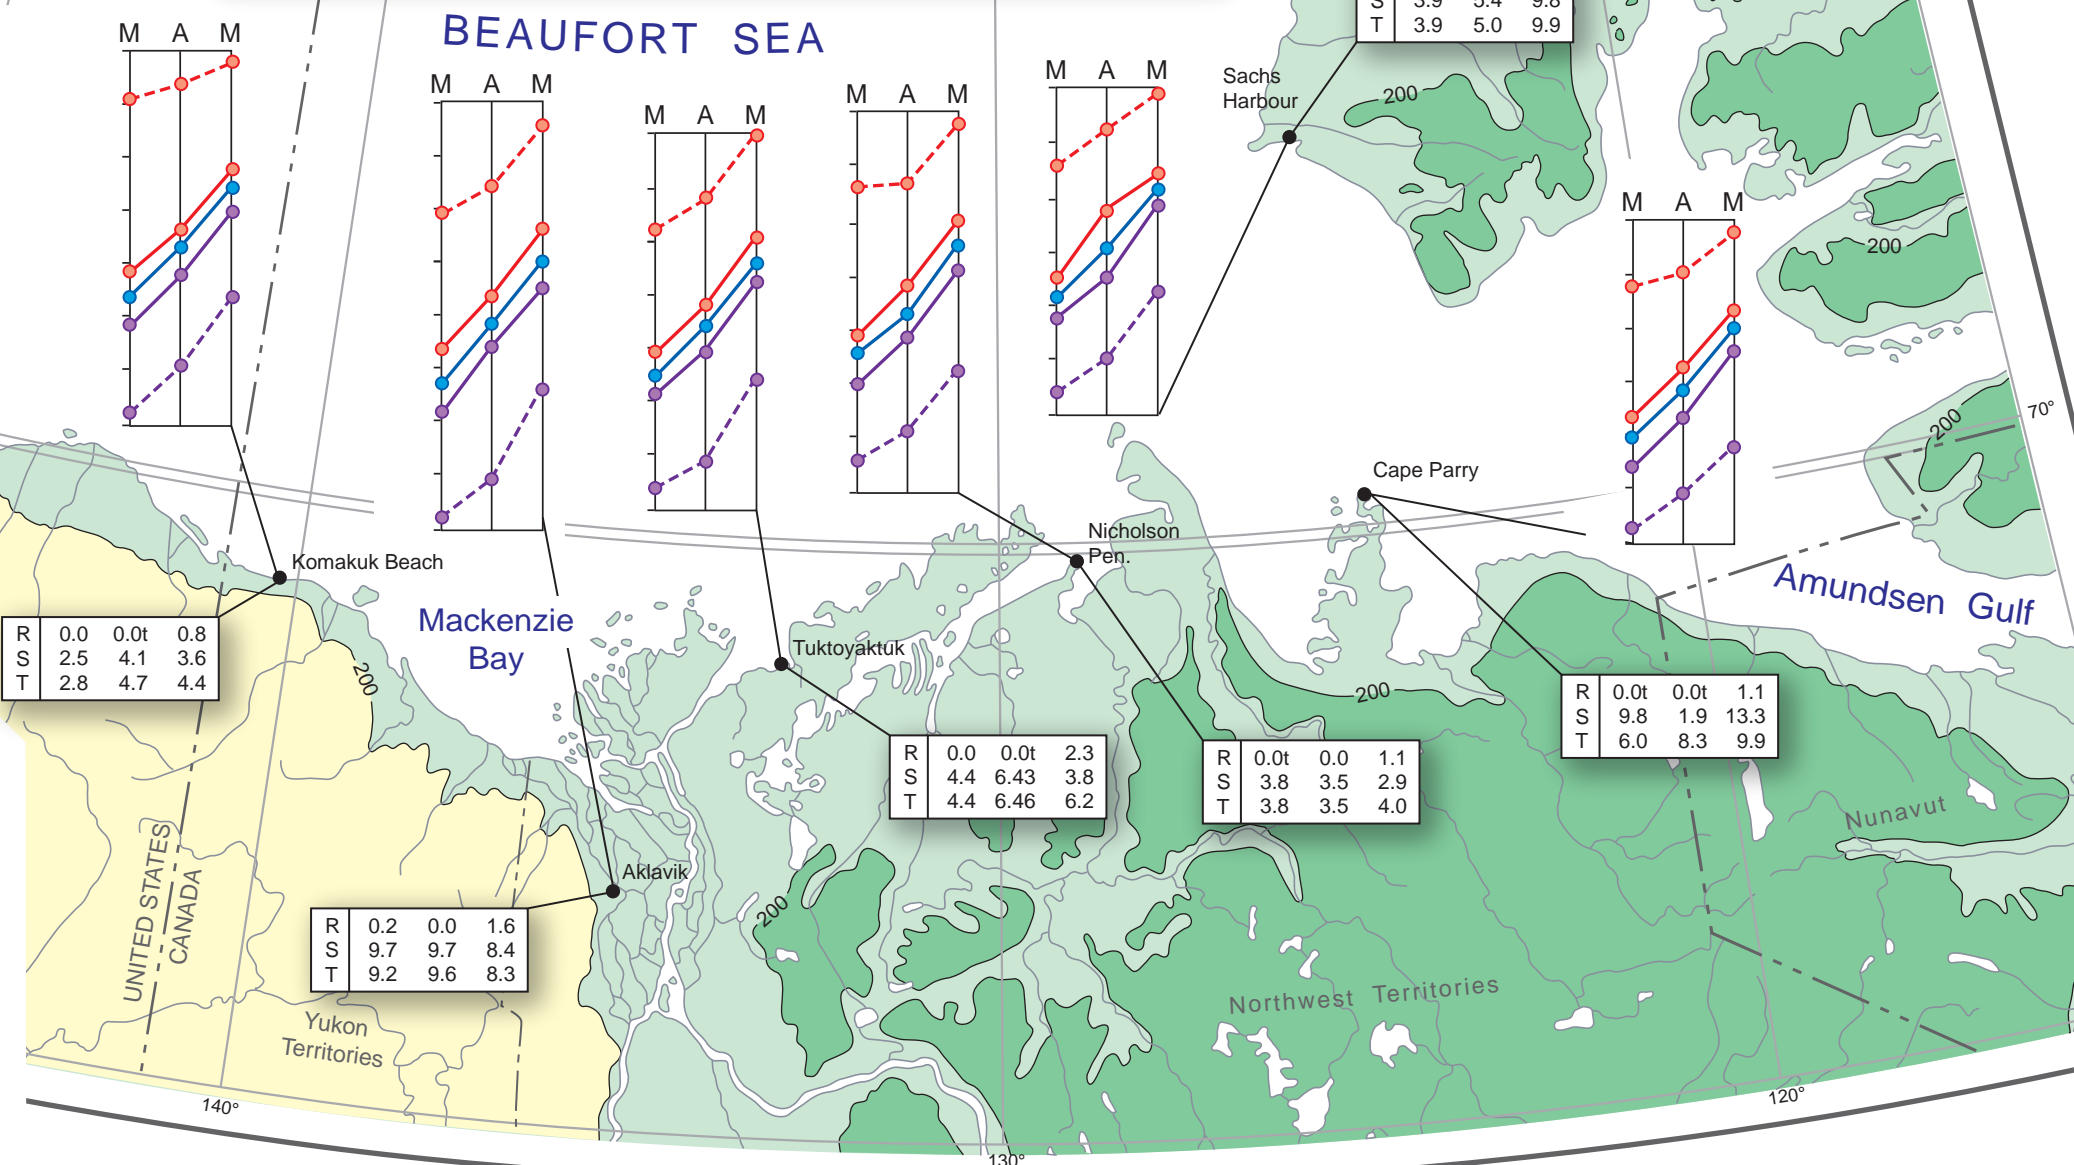 S 3.9 5.4 9.8
T 3.9 5.0 9.9
BEAUFORT SEA
M A M
M A M
M A M
M A M
M A M
M A M
Sachs
Harbour
200
200
200
70°
Cape Parry
Nicholson
Pen.
Komakuk Beach
Amundsen Gulf
Mackenzie
Bay
Tuktoyaktuk
R 0.0 0.0t 0.8
S 2.5 4.1 3.6
T 2.8 4.7 4.4
200
200
R 0.0t 0.0t 1.1
S 9.8 1.9 13.3
T 6.0 8.3 9.9
R 0.0 0.0t 2.3
S 4.4 6.43 3.8
T 4.4 6.46 6.2
R 0.0t 0.0 1.1
S 3.8 3.5 2.9
T 3.8 3.5 4.0
Nunavut
UNITED STATES
CANADA
Aklavik
200
R 0.2 0.0 1.6
S 9.7 9.7 8.4
T 9.2 9.6 8.3
Northwest Territories
Yukon
Territories
140°
130°
120°